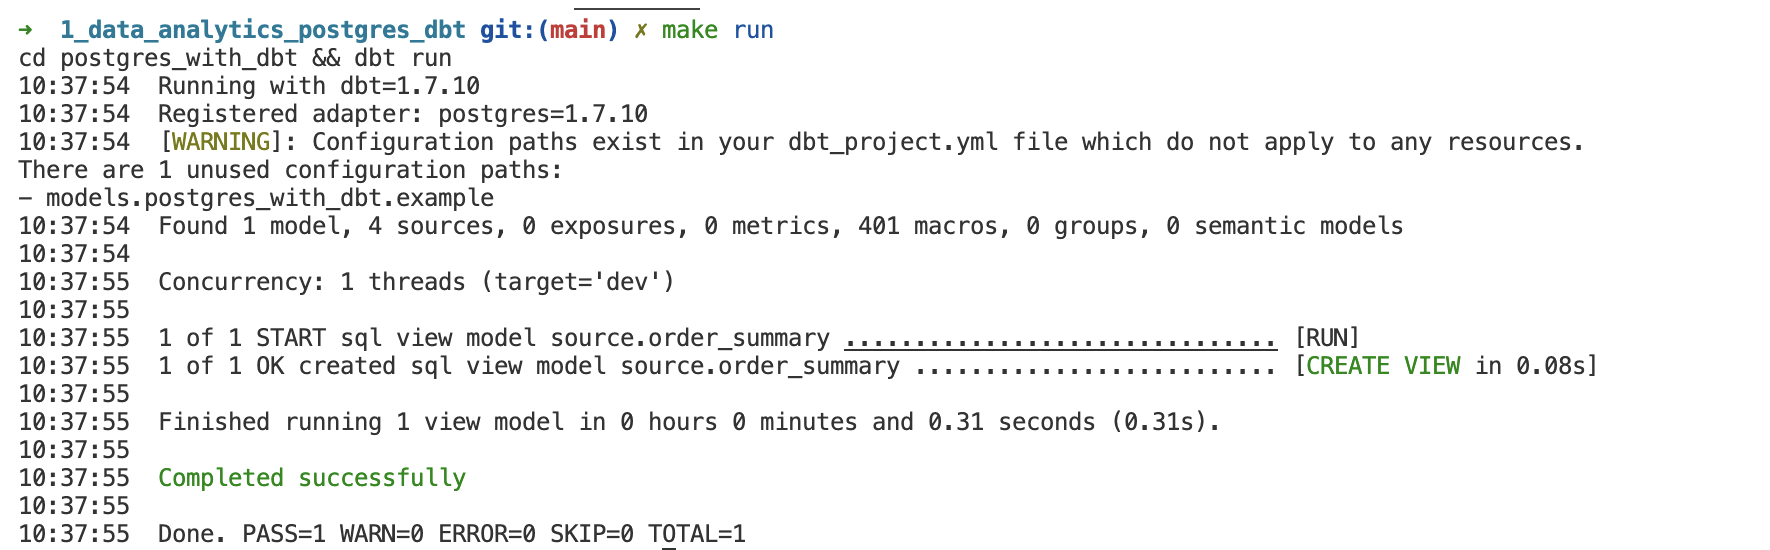 ➜  1_data_analytics_postgres_dbt git:(main) ✗ make run
cd postgres_with_dbt && dbt run
10:37:54  Running with dbt=1.7.10
10:37:54  Registered adapter: postgres=1.7.10
10:37:54  [WARNING]: Configuration paths exist in your dbt_project.yml file which do not apply to any resources.
There are 1 unused configuration paths:
- models.postgres_with_dbt.example
10:37:54  Found 1 model, 4 sources, 0 exposures, 0 metrics, 401 macros, 0 groups, 0 semantic models
10:37:54
10:37:55  Concurrency: 1 threads (target='dev')
10:37:55
10:37:55  1 of 1 START sql view model source.order_summary ............................... [RUN]
10:37:55  1 of 1 OK created sql view model source.order_summary .......................... [CREATE VIEW in 0.08s]
10:37:55
10:37:55  Finished running 1 view model in 0 hours 0 minutes and 0.31 seconds (0.31s).
10:37:55
10:37:55  Completed successfully
10:37:55
10:37:55  Done. PASS=1 WARN=0 ERROR=0 SKIP=0 TOTAL=1